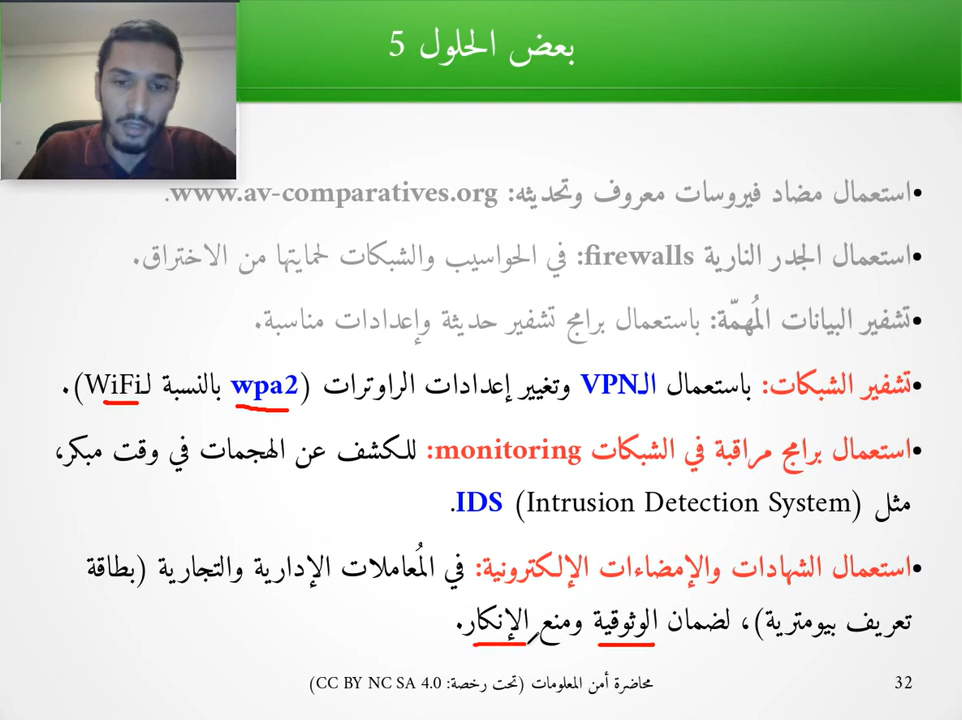 بعض الحلول 5
•استعمال مضاد فيروسات معروف وتحديثه: www.av-comparatives.org.
•استعمال الجدر النارية firewalls: في الحواسيب والشبكات لحمايتها من الاختراق.
•تشفير البيانات المُهمّة: باستعمال برامج تشفير حديثة وإعدادات مناسبة.
•تشفير الشبكات: باستعمال الـVPN وتغيير إعدادات الراوترات (wpa2 بالنسبة لـWiFi).
•استعمال برامج مراقبة في الشبكات monitoring: للكشف عن الهجمات في وقت مبكر،
مثل IDS (Intrusion Detection System).
•استعمال الشهادات والإمضاءات الإلكترونية: في المُعاملات الإدارية والتجارية (بطاقة
تعريف بيومترية)، لضمان الوثوقية ومنع الإنكار.
محاضرة أمن المعلومات (تحت رخصة: CC BY NC SA 4.0)
32